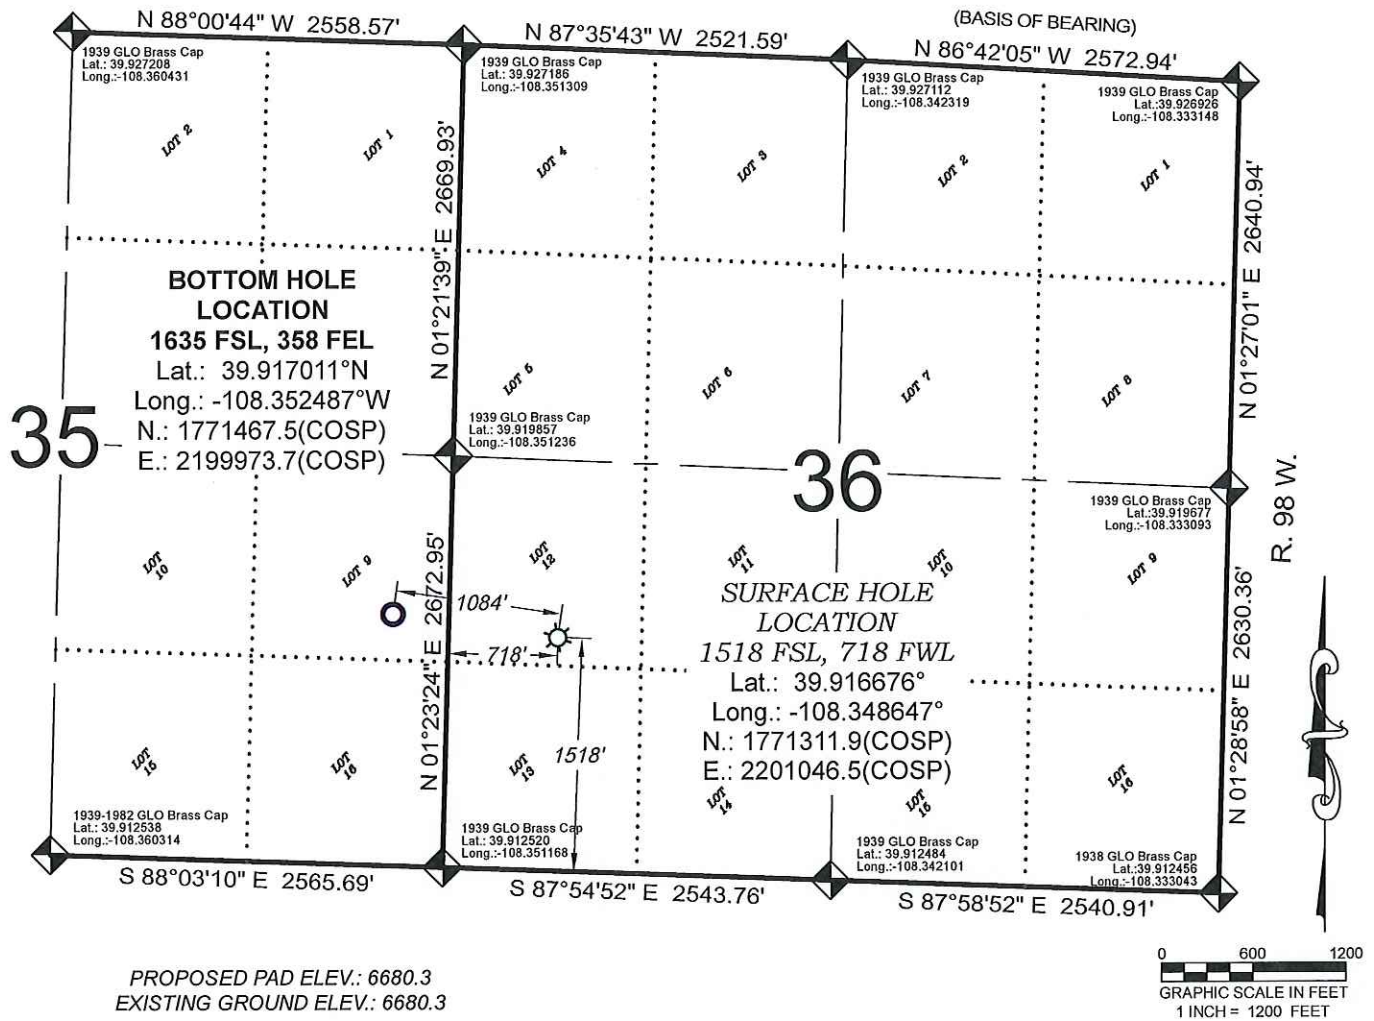 (BASIS OF BEARING)
N 88°00'44" W 2558.57'
N 87°35'43" W 2521.59'
N 86°42'05" W 2572.94'
1939 GLO Brass Cap
Lat.: 39.927208
Long.:-108.360431
1939 GLO Brass Cap
Lat.: 39.927186
Long.:-108.351309
1939 GLO Brass Cap
Lat.: 39.927112
Long.:-108.342319
1939 GLO Brass Cap
Lat.:39.926926
Long.:-108.333148
LOT 2
LOT 1
LOT 4
LOT 3
LOT 2
LOT 1
N 01°21'39" E 2669.93'
N 01°27'01" E 2640.94'
BOTTOM HOLE
LOCATION
1635 FSL, 358 FEL
Lat.: 39.917011°N
Long.: -108.352487°W
N.: 1771467.5(COSP)
E.: 2199973.7(COSP)
LOT 5
LOT 6
LOT 7
LOT 8
35
1939 GLO Brass Cap
Lat.: 39.919857
Long.:-108.351236
36
1939 GLO Brass Cap
Lat.:39.919677
Long.:-108.333093
R. 98 W.
LOT
10
LOT 9
LOT
12
LOT
11
LOT
10
LOT 9
N 01°23'24" E 2672.95'
N 01°28'58" E 2630.36'
1084'
718'
1518'
SURFACE HOLE
LOCATION
1518 FSL, 718 FWL
Lat.: 39.916676°
Long.: -108.348647°
N.: 1771311.9(COSP)
E.: 2201046.5(COSP)
LOT
15
LOT
16
LOT
13
LOT
14
LOT
15
LOT
16
1939-1982 GLO Brass Cap
Lat.: 39.912538
Long.:-108.360314
1939 GLO Brass Cap
Lat.: 39.912520
Long.:-108.351168
1939 GLO Brass Cap
Lat.: 39.912484
Long.:-108.342101
1938 GLO Brass Cap
Lat.:39.912456
Long.:-108.333043
S 88°03'10" E 2565.69'
S 87°54'52" E 2543.76'
S 87°58'52" E 2540.91'
PROPOSED PAD ELEV.: 6680.3
EXISTING GROUND ELEV.: 6680.3
0 600 1200
GRAPHIC SCALE IN FEET
1 INCH = 1200 FEET